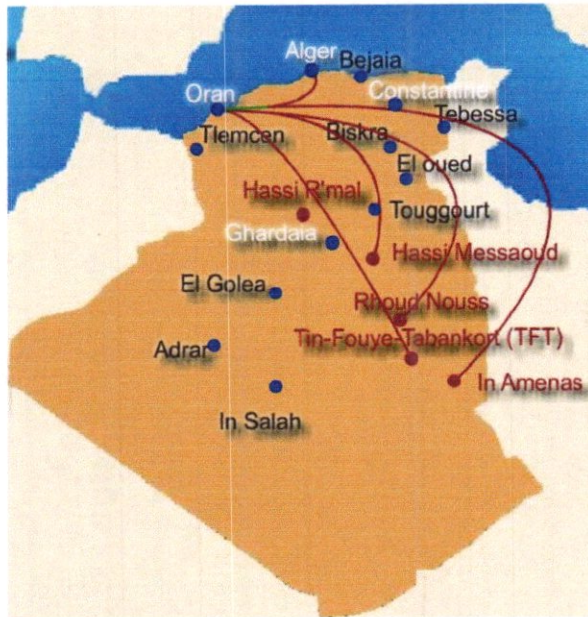 Alger
Bejaia
Oran
Constantine
Tebessa
Tlemcen
Biskra
El oued
Hassi R'mal
Touggourt
Ghardaia
Hassi Messaoud
El Golea
Rhoud Nouss
Tin-Fouye-Tabankort (TFT)
Adrar
In Amenas
In Salah